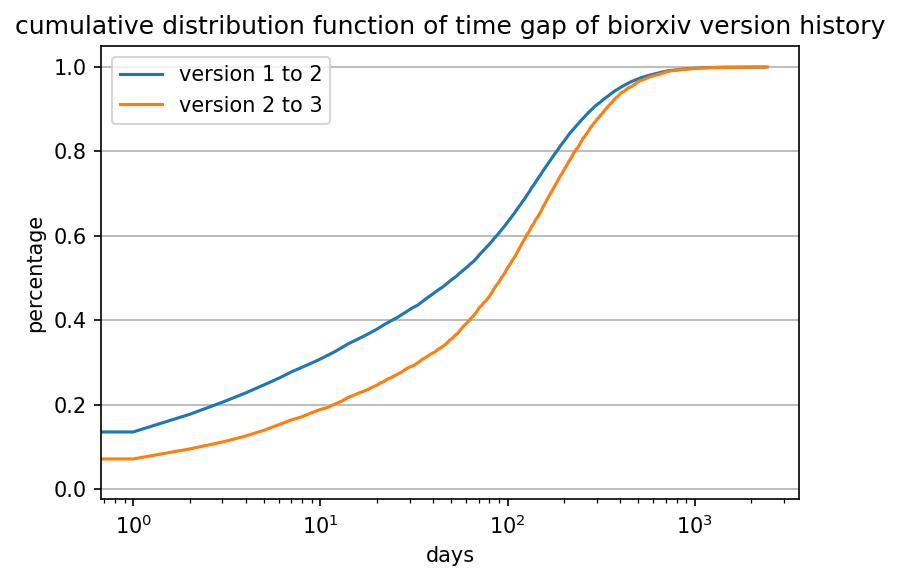 cumulative distribution function of time gap of biorxiv version history
version 1 to 2
version 2 to 3
percentage
1.0
0.8
0.6
0.4
0.2
0.0
10⁰ 10¹ 10² 10³
days